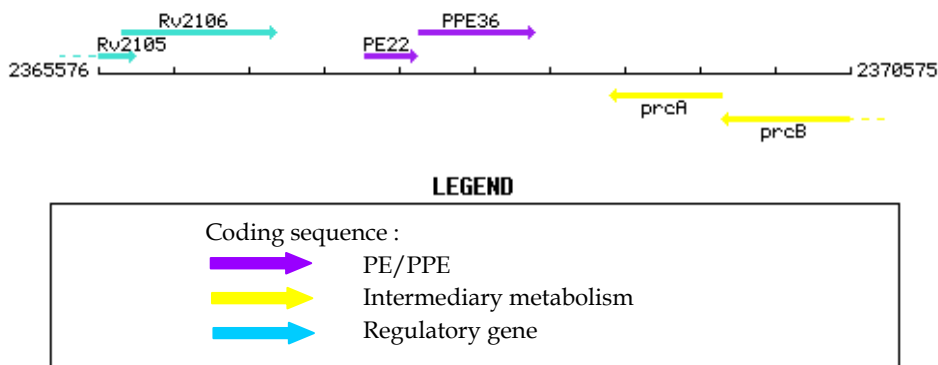 Rv2106 PPE36
Rv2105 PE22
2365576 2370575
prcA
prcB
LEGEND
Coding sequence :
PE/PPE
Intermediary metabolism
Regulatory gene